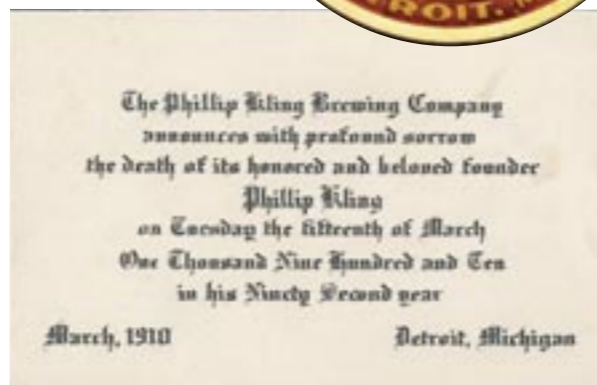 ROIT,
The Phillip Kling Brewing Company
announces with profound sorrow
the death of its honored and beloved founder
Phillip Kling
on Tuesday the fifteenth of March
One Thousand Nine Hundred and Ten
in his Ninety Second year
March, 1910 Detroit, Michigan